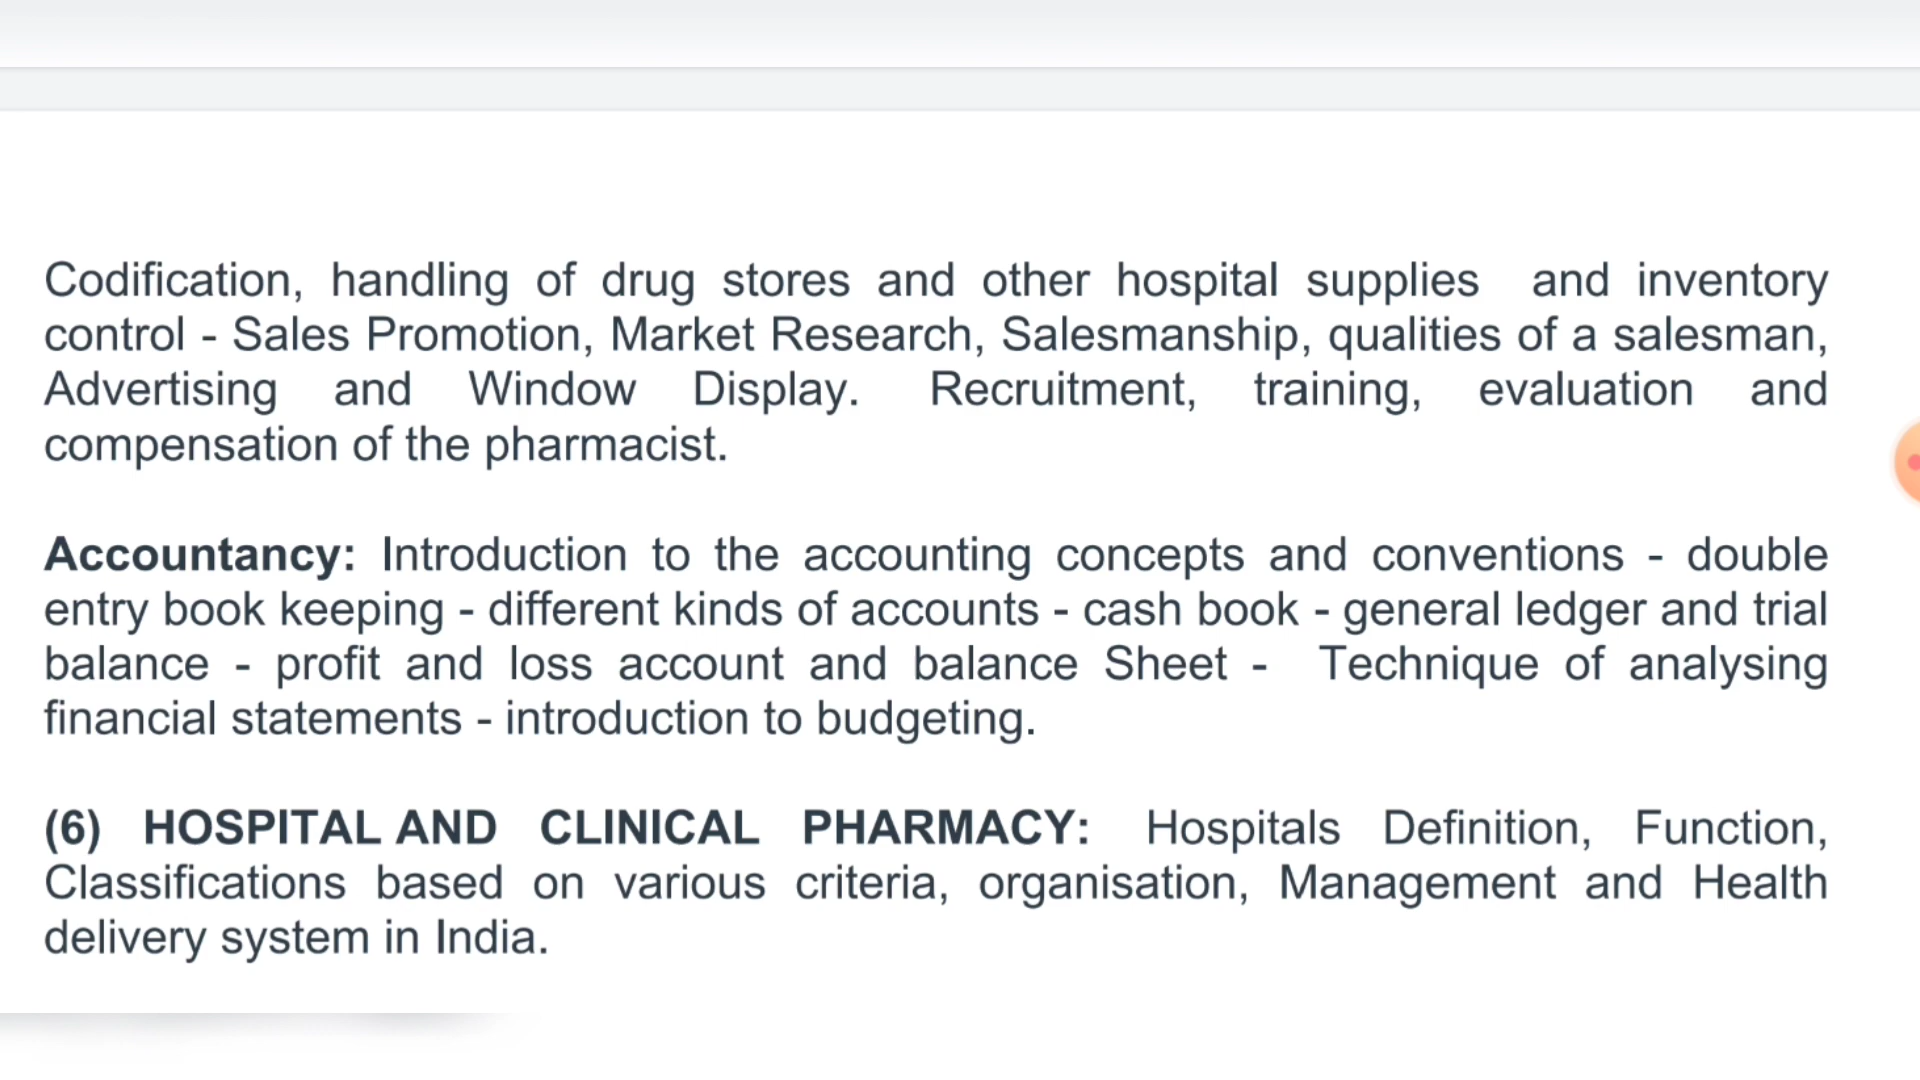 Codification, handling of drug stores and other hospital supplies and inventory
control - Sales Promotion, Market Research, Salesmanship, qualities of a salesman,
Advertising and Window Display. Recruitment, training, evaluation and
compensation of the pharmacist.
Accountancy: Introduction to the accounting concepts and conventions - double
entry book keeping - different kinds of accounts - cash book - general ledger and trial
balance - profit and loss account and balance Sheet - Technique of analysing
financial statements - introduction to budgeting.
(6) HOSPITAL AND CLINICAL PHARMACY: Hospitals Definition, Function,
Classifications based on various criteria, organisation, Management and Health
delivery system in India.